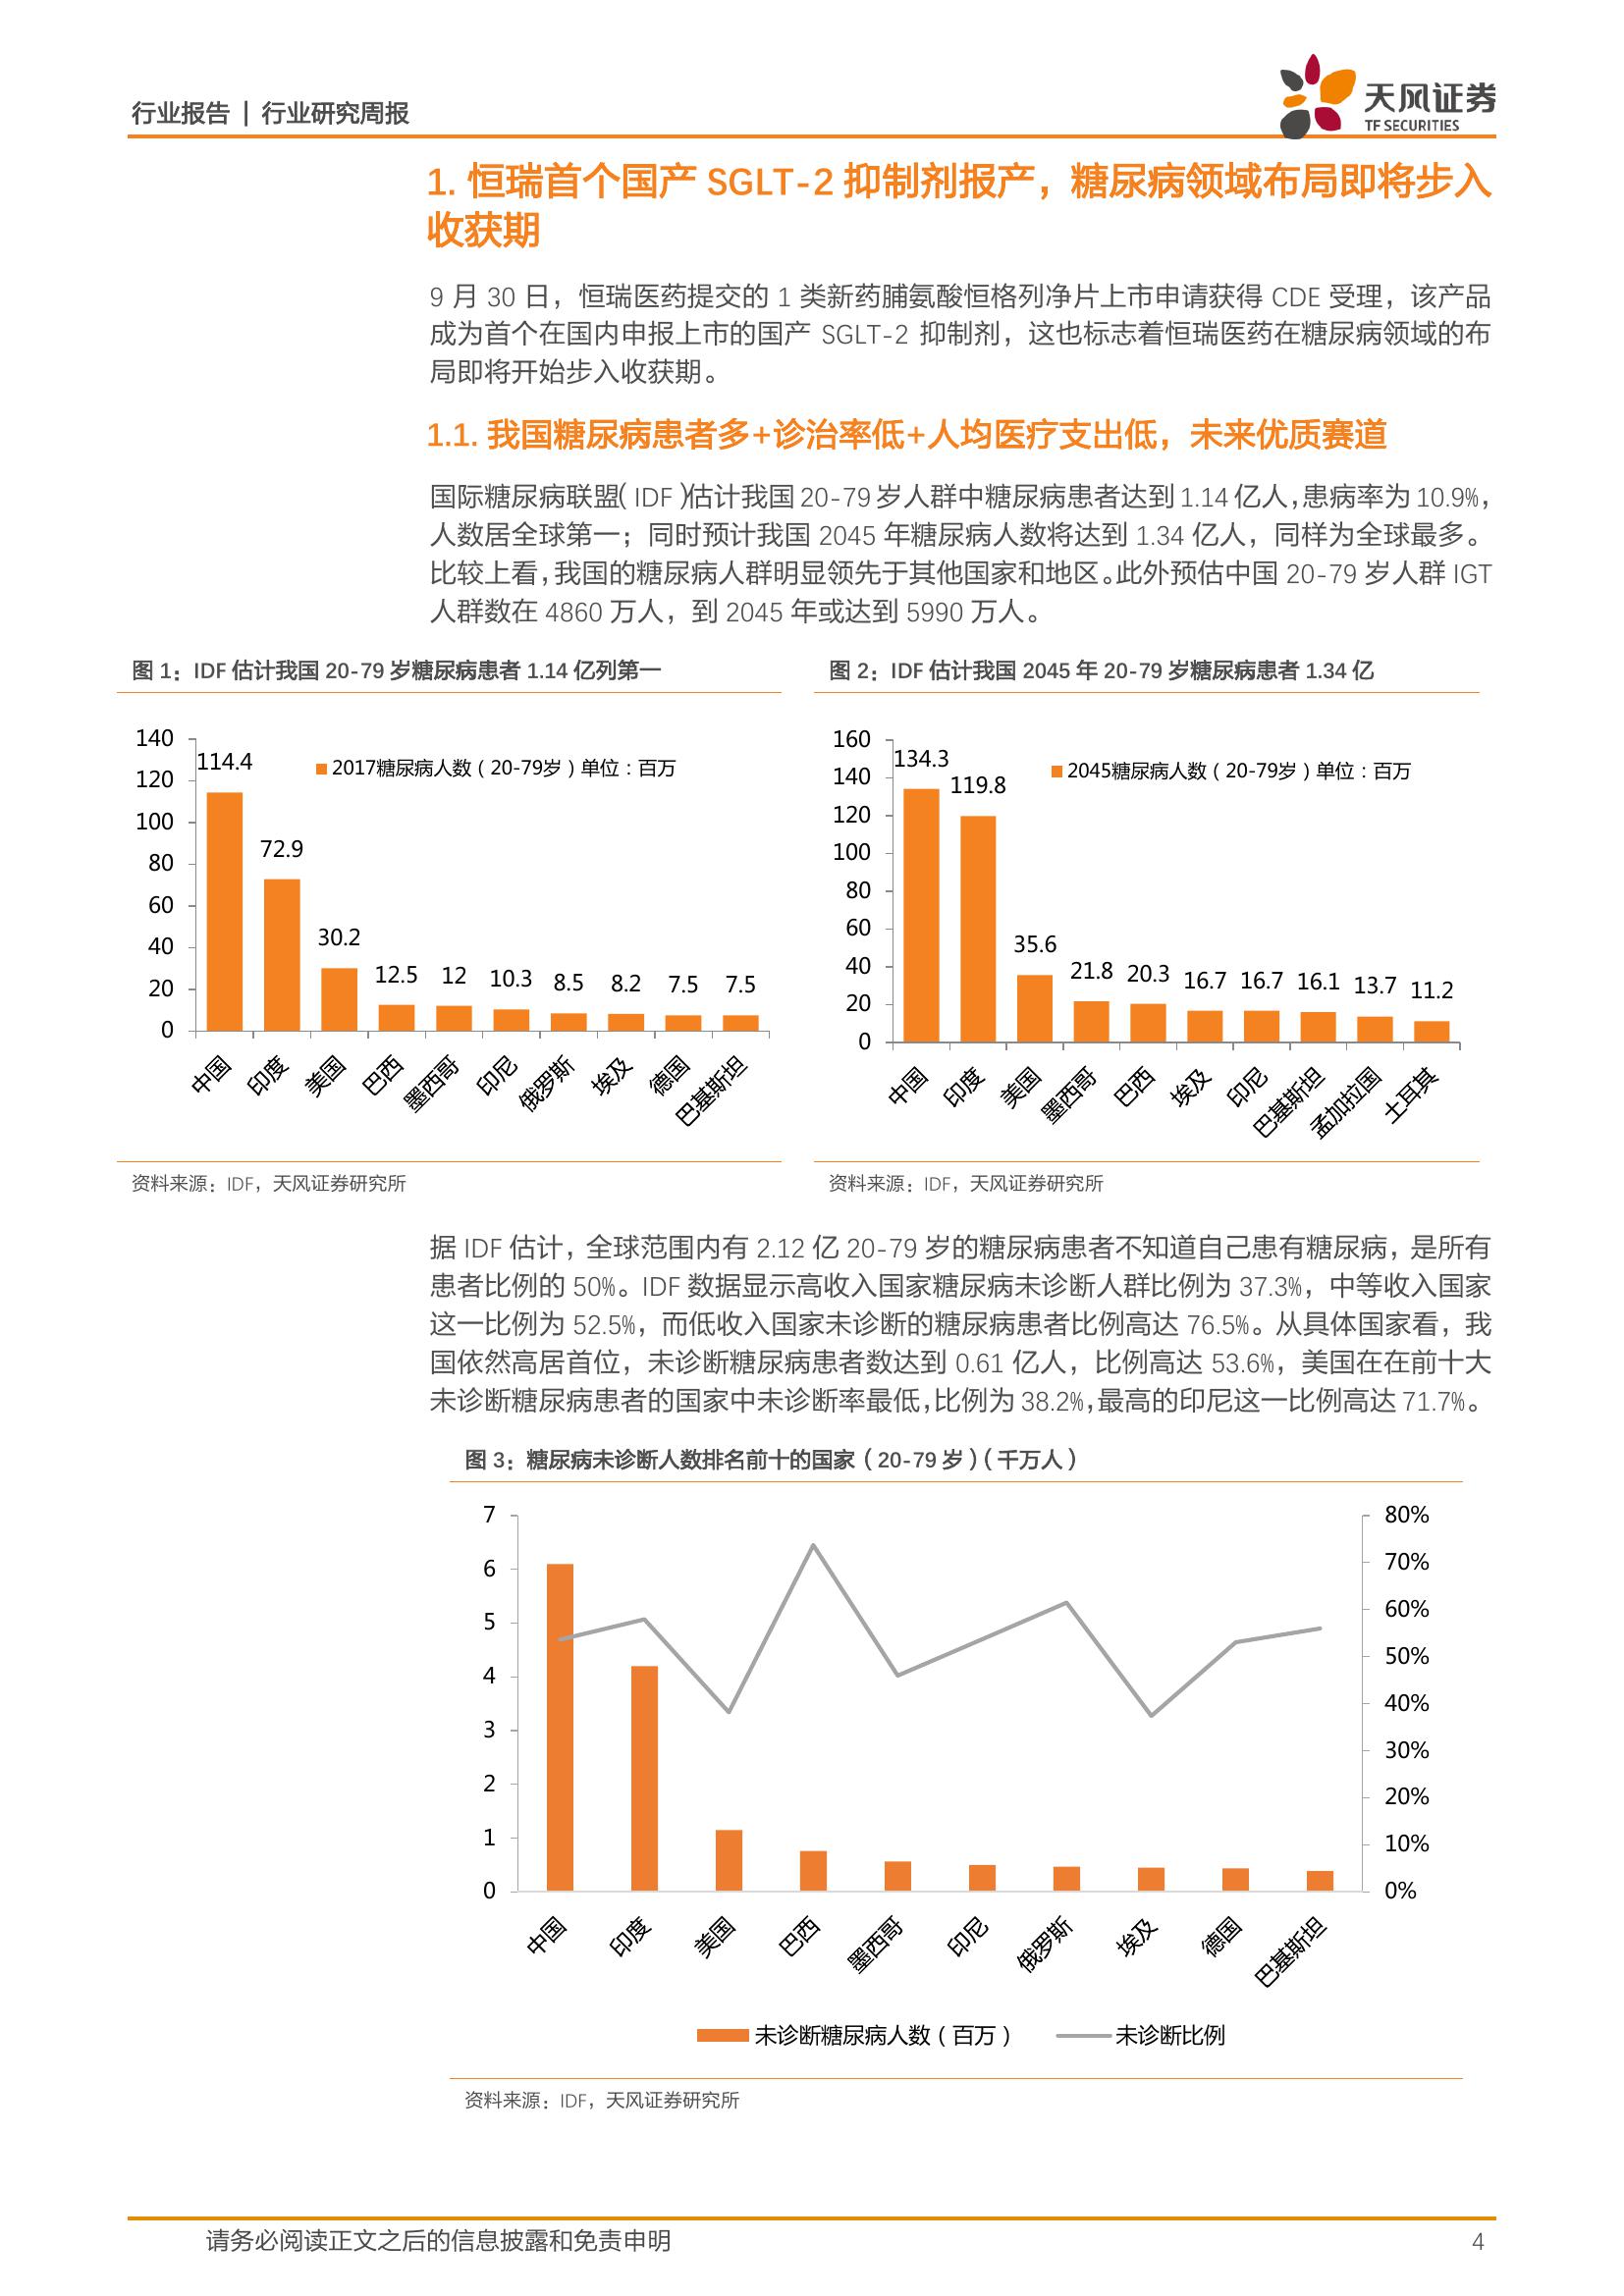 行业报告 | 行业研究周报
天风证券
TF SECURITIES
1. 恒瑞首个国产 SGLT-2 抑制剂报产，糖尿病领域布局即将步入
收获期
9 月 30 日，恒瑞医药提交的 1 类新药脯氨酸恒格列净片上市申请获得 CDE 受理，该产品
成为首个在国内申报上市的国产 SGLT-2 抑制剂，这也标志着恒瑞医药在糖尿病领域的布
局即将开始步入收获期。
1.1. 我国糖尿病患者多+诊治率低+人均医疗支出低，未来优质赛道
国际糖尿病联盟( IDF )估计我国 20-79 岁人群中糖尿病患者达到 1.14 亿人，患病率为 10.9%，
人数居全球第一；同时预计我国 2045 年糖尿病人数将达到 1.34 亿人，同样为全球最多。
比较上看，我国的糖尿病人群明显领先于其他国家和地区。此外预估中国 20-79 岁人群 IGT
人群数在 4860 万人，到 2045 年或达到 5990 万人。
图 1：IDF 估计我国 20-79 岁糖尿病患者 1.14 亿列第一
140
120
100
80
60
40
20
0
2017糖尿病人数（20-79岁）单位：百万
114.4
72.9
30.2
12.5
12
10.3
8.5
8.2
7.5
7.5
中国
印度
美国
巴西
墨西哥
印尼
俄罗斯
埃及
德国
巴基斯坦
资料来源：IDF，天风证券研究所
图 2：IDF 估计我国 2045 年 20-79 岁糖尿病患者 1.34 亿
160
140
120
100
80
60
40
20
0
2045糖尿病人数（20-79岁）单位：百万
134.3
119.8
35.6
21.8
20.3
16.7
16.7
16.1
13.7
11.2
中国
印度
美国
墨西哥
巴西
埃及
印尼
巴基斯坦
孟加拉国
土耳其
资料来源：IDF，天风证券研究所
据 IDF 估计，全球范围内有 2.12 亿 20-79 岁的糖尿病患者不知道自己患有糖尿病，是所有
患者比例的 50%。IDF 数据显示高收入国家糖尿病未诊断人群比例为 37.3%，中等收入国家
这一比例为 52.5%，而低收入国家未诊断的糖尿病患者比例高达 76.5%。从具体国家看，我
国依然高居首位，未诊断糖尿病患者数达到 0.61 亿人，比例高达 53.6%，美国在在前十大
未诊断糖尿病患者的国家中未诊断率最低，比例为 38.2%，最高的印尼这一比例高达 71.7%。
图 3：糖尿病未诊断人数排名前十的国家（20-79 岁）（千万人）
7
6
5
4
3
2
1
0
80%
70%
60%
50%
40%
30%
20%
10%
0%
中国
印度
美国
巴西
墨西哥
印尼
俄罗斯
埃及
德国
巴基斯坦
未诊断糖尿病人数（百万）
未诊断比例
资料来源：IDF，天风证券研究所
请务必阅读正文之后的信息披露和免责申明
4